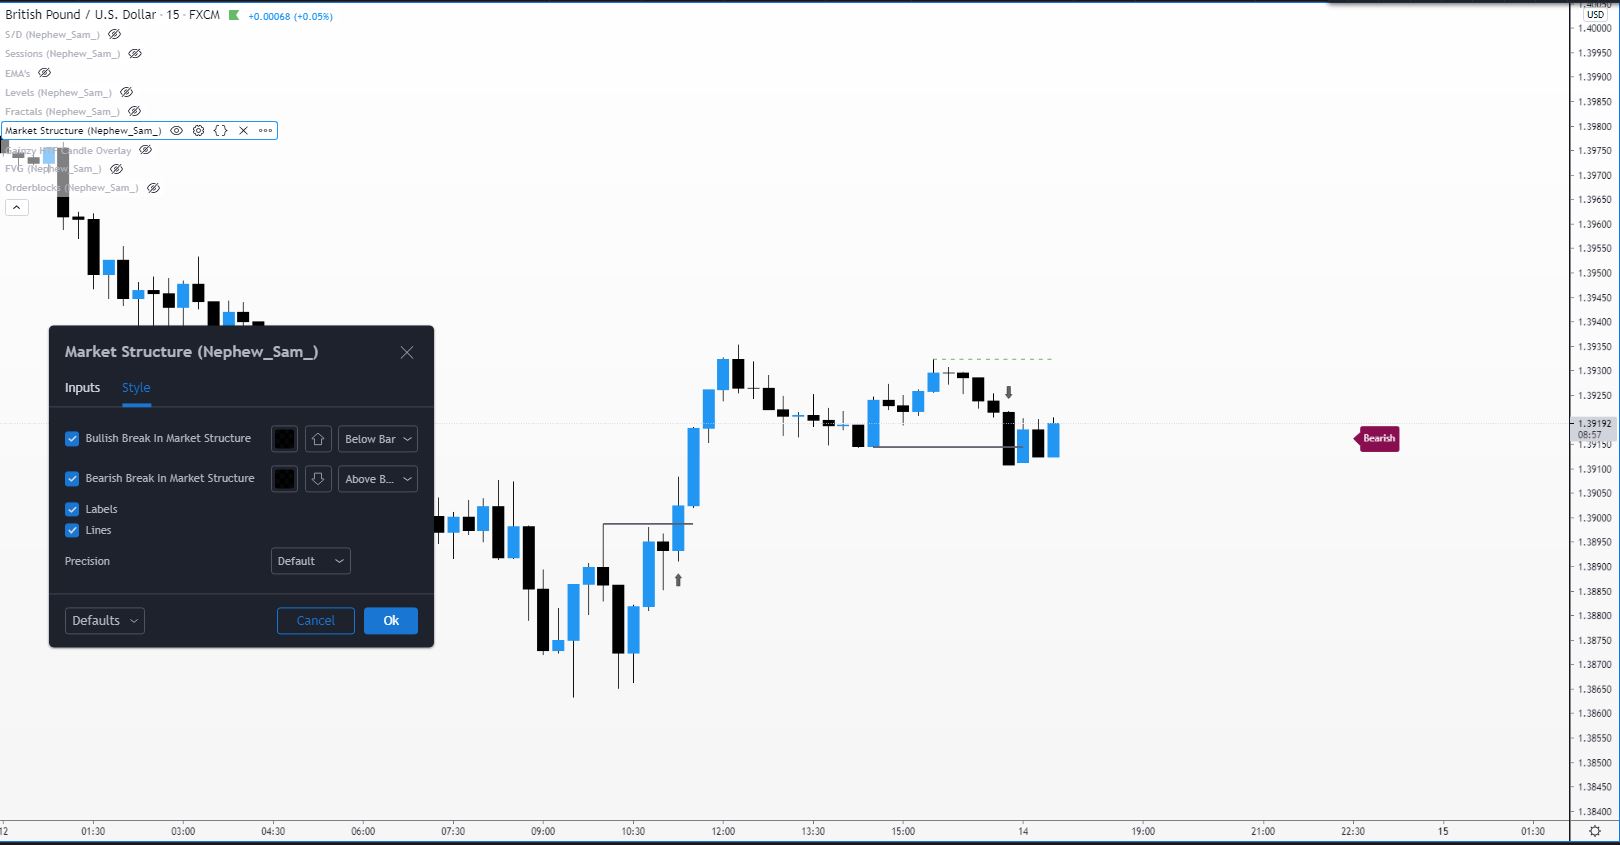 British Pound / U.S. Dollar · 15 · FXCM +0.00068 (+0.05%)
S/D (Nephew_Sam_)
Sessions (Nephew_Sam_)
EMA's
Levels (Nephew_Sam_)
Fractals (Nephew_Sam_)
Market Structure (Nephew_Sam_)
Candle Overlay
FVG (Nephew_Sam_)
Orderblocks (Nephew_Sam_)
Market Structure (Nephew_Sam_)
Inputs Style
Bullish Break In Market Structure Below Bar
Bearish Break In Market Structure Above B...
Labels
Lines
Precision Default
Defaults Cancel Ok
Bearish
USD
1.40000
1.39950
1.39900
1.39850
1.39800
1.39750
1.39700
1.39650
1.39600
1.39550
1.39500
1.39450
1.39400
1.39350
1.39300
1.39250
1.39192
08:57
1.39150
1.39100
1.39050
1.39000
1.38950
1.38900
1.38850
1.38800
1.38750
1.38700
1.38650
1.38600
1.38550
1.38500
1.38450
1.38400
12 01:30 03:00 04:30 06:00 07:30 09:00 10:30 12:00 13:30 15:00 14 19:00 21:00 22:30 15 01:30